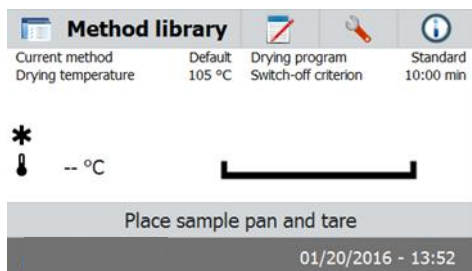 Method library
Current method Default Drying program Standard
Drying temperature 105 °C Switch-off criterion 10:00 min
-- °C
Place sample pan and tare
01/20/2016 - 13:52